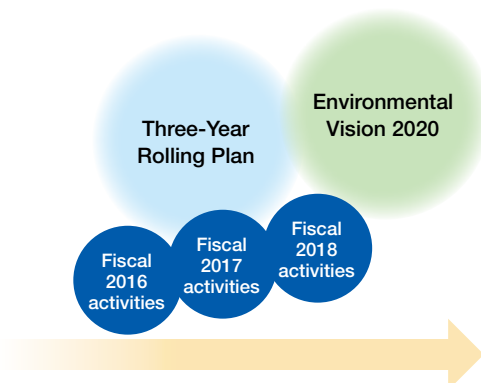 Environmental
Vision 2020
Three-Year
Rolling Plan
Fiscal
2016
activities
Fiscal
2017
activities
Fiscal
2018
activities